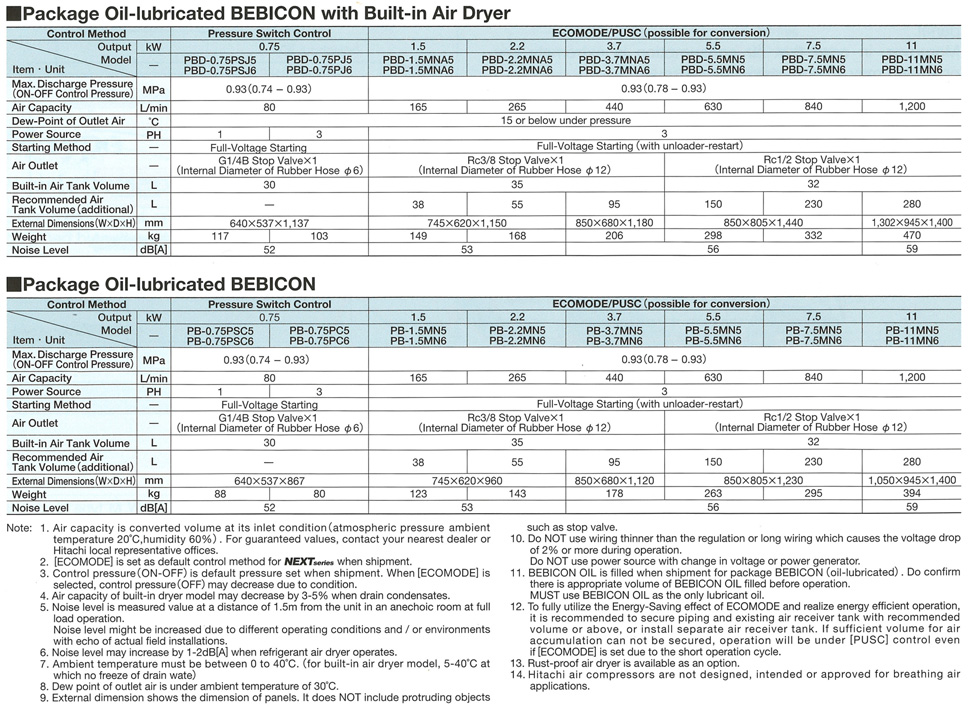 ■Package Oil-lubricated BEBICON with Built-in Air Dryer
Control Method Pressure Switch Control ECOMODE/PUSC (possible for conversion)
Output kW 0.75 1.5 2.2 3.7 5.5 7.5 11
Model
Item・Unit — PBD-0.75PSJ5 PBD-0.75PJ5 PBD-1.5MNA5 PBD-2.2MNA5 PBD-3.7MNA5 PBD-5.5MN5 PBD-7.5MN5 PBD-11MN5
PBD-0.75PSJ6 PBD-0.75PJ6 PBD-1.5MNA6 PBD-2.2MNA6 PBD-3.7MNA6 PBD-5.5MN6 PBD-7.5MN6 PBD-11MN6
Max. Discharge Pressure
(ON-OFF Control Pressure) MPa 0.93(0.74 – 0.93) 0.93(0.78 – 0.93)
Air Capacity L/min 80 165 265 440 630 840 1,200
Dew-Point of Outlet Air ℃ 15 or below under pressure
Power Source PH 1 3 3
Starting Method — Full-Voltage Starting Full-Voltage Starting (with unloader-restart)
Air Outlet — G1/4B Stop Valve×1 Rc3/8 Stop Valve×1 Rc1/2 Stop Valve×1
(Internal Diameter of Rubber Hose φ6) (Internal Diameter of Rubber Hose φ12) (Internal Diameter of Rubber Hose φ12)
Built-in Air Tank Volume L 30 35 32
Recommended Air
Tank Volume (additional) L — 38 55 95 150 230 280
External Dimensions(W×D×H) mm 640×537×1,137 745×620×1,150 850×680×1,180 850×805×1,440 1,302×945×1,400
Weight kg 117 103 149 168 206 298 332 470
Noise Level dB[A] 52 53 56 59
■Package Oil-lubricated BEBICON
Control Method Pressure Switch Control ECOMODE/PUSC (possible for conversion)
Output kW 0.75 1.5 2.2 3.7 5.5 7.5 11
Model
Item・Unit — PB-0.75PSC5 PB-0.75PC5 PB-1.5MN5 PB-2.2MN5 PB-3.7MN5 PB-5.5MN5 PB-7.5MN5 PB-11MN5
PB-0.75PSC6 PB-0.75PC6 PB-1.5MN6 PB-2.2MN6 PB-3.7MN6 PB-5.5MN6 PB-7.5MN6 PB-11MN6
Max. Discharge Pressure
(ON-OFF Control Pressure) MPa 0.93(0.74 – 0.93) 0.93(0.78 – 0.93)
Air Capacity L/min 80 165 265 440 630 840 1,200
Power Source PH 1 3 3
Starting Method — Full-Voltage Starting Full-Voltage Starting (with unloader-restart)
Air Outlet — G1/4B Stop Valve×1 Rc3/8 Stop Valve×1 Rc1/2 Stop Valve×1
(Internal Diameter of Rubber Hose φ6) (Internal Diameter of Rubber Hose φ12) (Internal Diameter of Rubber Hose φ12)
Built-in Air Tank Volume L 30 35 32
Recommended Air
Tank Volume (additional) L — 38 55 95 150 230 280
External Dimensions(W×D×H) mm 640×537×867 745×620×960 850×680×1,120 850×805×1,230 1,050×945×1,400
Weight kg 88 80 123 143 178 263 295 394
Noise Level dB[A] 52 53 56 59
Note: 1. Air capacity is converted volume at its inlet condition(atmospheric pressure ambient
temperature 20℃,humidity 60%). For guaranteed values, contact your nearest dealer or
Hitachi local representative offices.
2. [ECOMODE] is set as default control method for NEXTseries when shipment.
3. Control pressure(ON-OFF) is default pressure set when shipment. When [ECOMODE] is
selected, control pressure(OFF) may decrease due to condition.
4. Air capacity of built-in dryer model may decrease by 3-5% when drain condensates.
5. Noise level is measured value at a distance of 1.5m from the unit in an anechoic room at full
load operation.
Noise level might be increased due to different operating conditions and / or environments
with echo of actual field installations.
6. Noise level may increase by 1-2dB[A] when refrigerant air dryer operates.
7. Ambient temperature must be between 0 to 40℃. (for built-in air dryer model, 5-40℃ at
which no freeze of drain wate)
8. Dew point of outlet air is under ambient temperature of 30℃.
9. External dimension shows the dimension of panels. It does NOT include protruding objects
such as stop valve.
10. Do NOT use wiring thinner than the regulation or long wiring which causes the voltage drop
of 2% or more during operation.
Do NOT use power source with change in voltage or power generator.
11. BEBICON OIL is filled when shipment for package BEBICON (oil-lubricated). Do confirm
there is appropriate volume of BEBICON OIL filled before operation.
MUST use BEBICON OIL as the only lubricant oil.
12. To fully utilize the Energy-Saving effect of ECOMODE and realize energy efficient operation,
it is recommended to secure piping and existing air receiver tank with recommended
volume or above, or install separate air receiver tank. If sufficient volume for air
accumulation can not be secured, operation will be under [PUSC] control even
if [ECOMODE] is set due to the short operation cycle.
13. Rust-proof air dryer is available as an option.
14. Hitachi air compressors are not designed, intended or approved for breathing air
applications.